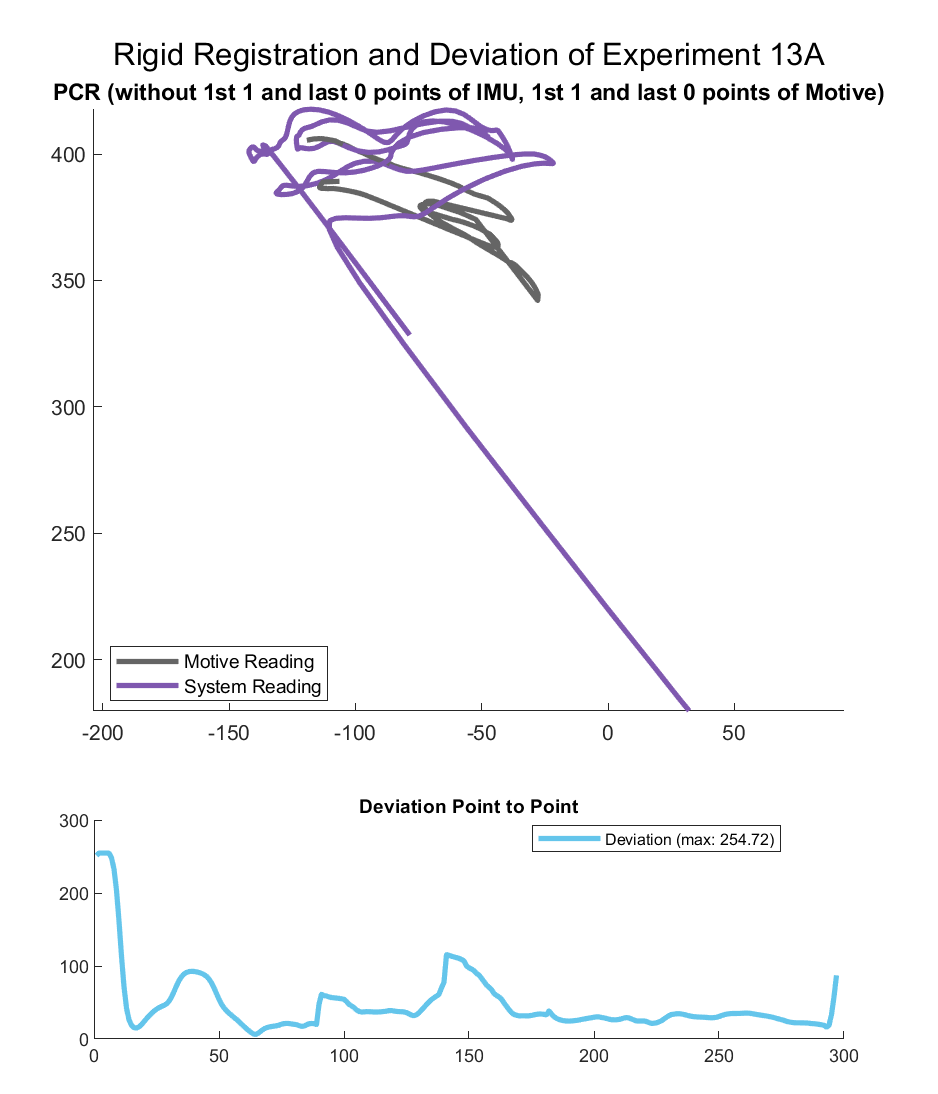 Rigid Registration and Deviation of Experiment 13A
PCR (without 1st 1 and last 0 points of IMU, 1st 1 and last 0 points of Motive)
400
350
300
250
200
Motive Reading
System Reading
-200 -150 -100 -50 0 50
Deviation Point to Point
300
Deviation (max: 254.72)
200
100
0
0 50 100 150 200 250 300